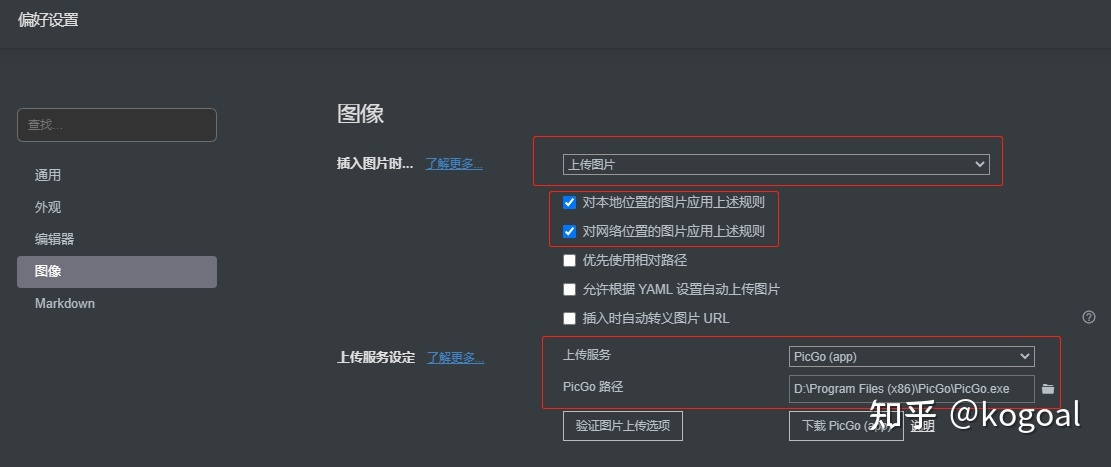 偏好设置
图像
查找...
插入图片时... 了解更多... 上传图片
通用
对本地位置的图片应用上述规则
外观
对网络位置的图片应用上述规则
编辑器
优先使用相对路径
图像
允许根据 YAML 设置自动上传图片
Markdown
插入时自动转义图片 URL
上传服务设定 了解更多... 上传服务 PicGo (app)
PicGo 路径 D:\Program Files (x86)\PicGo\PicGo.exe
验证图片上传选项 下载 PicGo (app) 说明
知乎 @kogoal